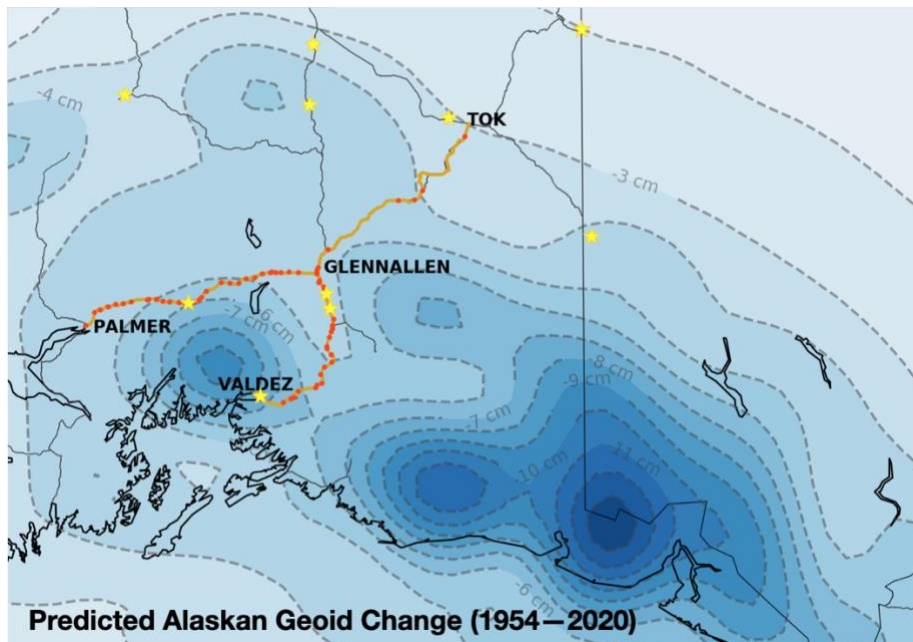 -4 cm
TOK
-3 cm
GLENNALLEN
-6 cm
-7 cm
PALMER
-8 cm
-9 cm
VALDEZ
-7 cm
-10 cm
-11 cm
-6 cm
Predicted Alaskan Geoid Change (1954—2020)